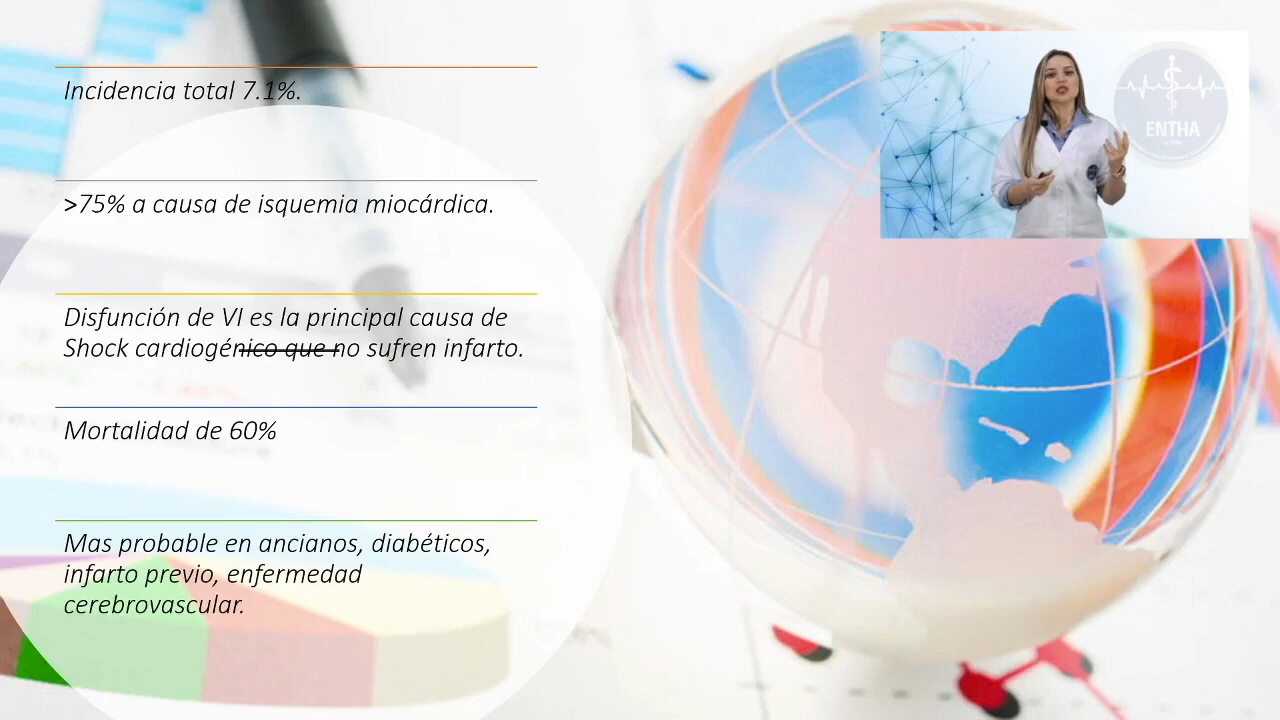 Incidencia total 7.1%.
>75% a causa de isquemia miocárdica.
Disfunción de VI es la principal causa de
Shock cardiogénico que no sufren infarto.
Mortalidad de 60%
Mas probable en ancianos, diabéticos,
infarto previo, enfermedad
cerebrovascular.
ENTHA